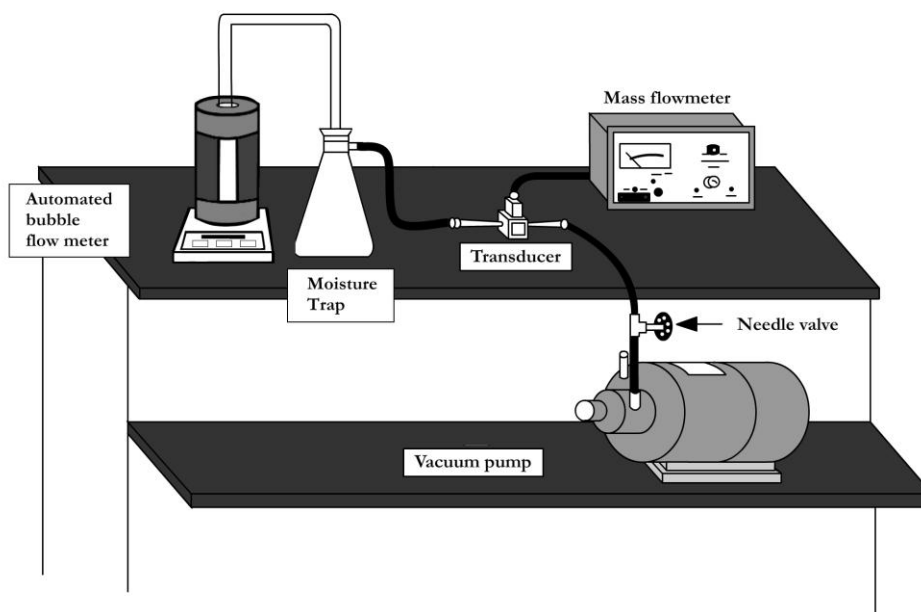 Mass flowmeter
Automated
bubble
flow meter
Transducer
Moisture
Trap
Needle valve
Vacuum pump